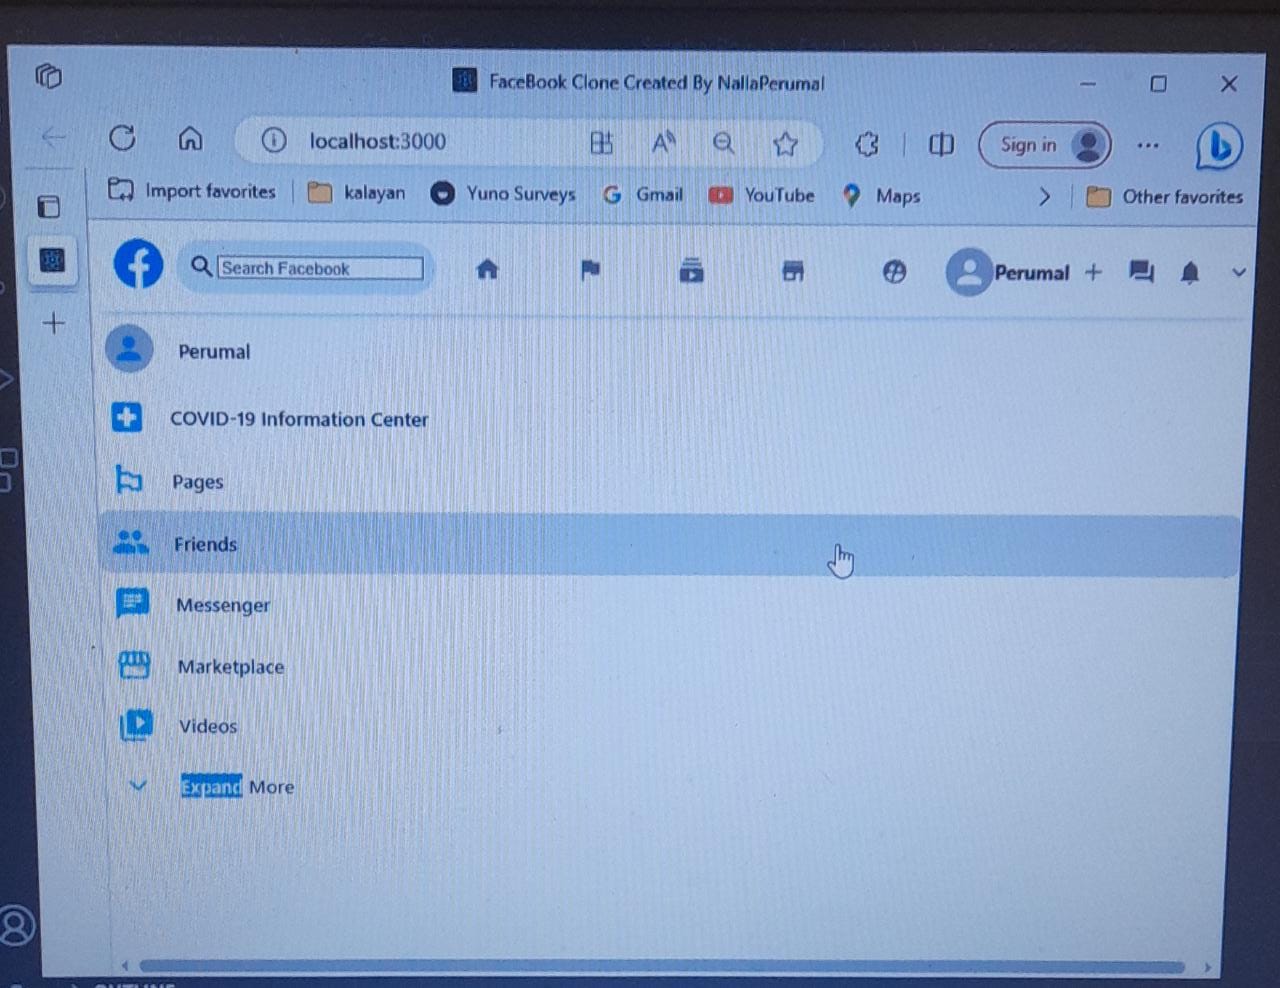 FaceBook Clone Created By NallaPerumal
localhost:3000
Sign in
Import favorites kalayan Yuno Surveys Gmail YouTube Maps Other favorites
Search Facebook
Perumal
Perumal
COVID-19 Information Center
Pages
Friends
Messenger
Marketplace
Videos
Expand More
OUTLINE